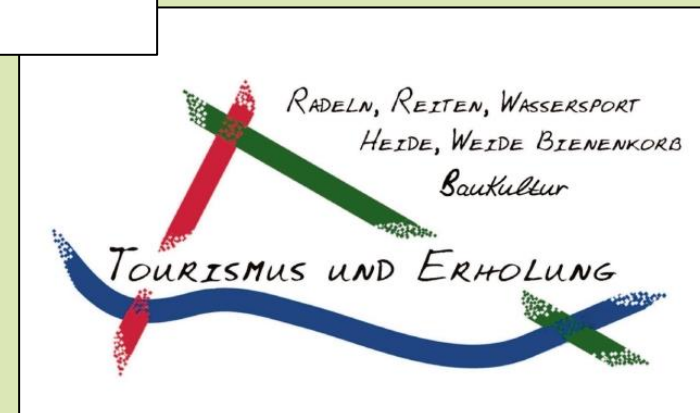 RADELN, REITEN, WASSERSPORT
HEIDE, WEIDE BIENENKORB
BauKultur
TOURISMUS UND ERHOLUNG